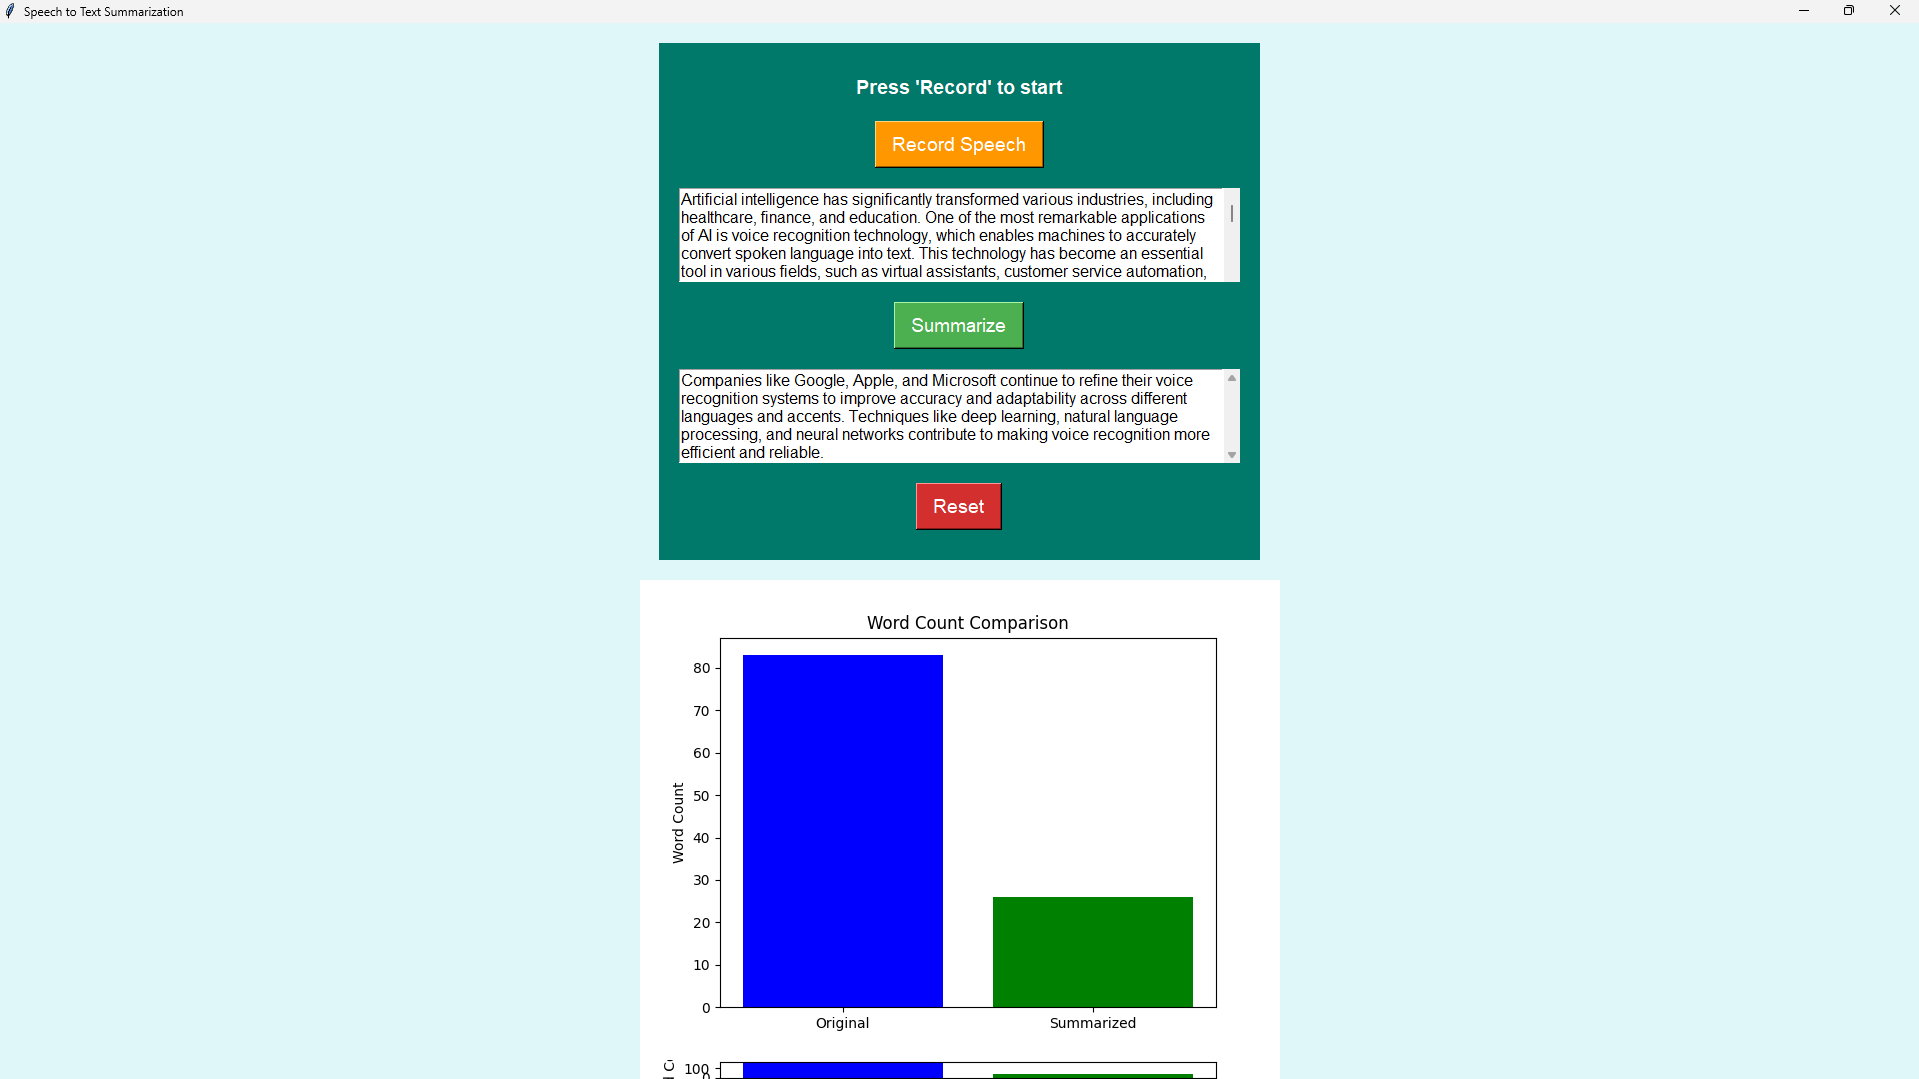 Speech to Text Summarization
Press 'Record' to start
Record Speech
Artificial intelligence has significantly transformed various industries, including
healthcare, finance, and education. One of the most remarkable applications
of AI is voice recognition technology, which enables machines to accurately
convert spoken language into text. This technology has become an essential
tool in various fields, such as virtual assistants, customer service automation,
Summarize
Companies like Google, Apple, and Microsoft continue to refine their voice
recognition systems to improve accuracy and adaptability across different
languages and accents. Techniques like deep learning, natural language
processing, and neural networks contribute to making voice recognition more
efficient and reliable.
Reset
Word Count Comparison
Word Count
80
70
60
50
40
30
20
10
0
Original
Summarized
100